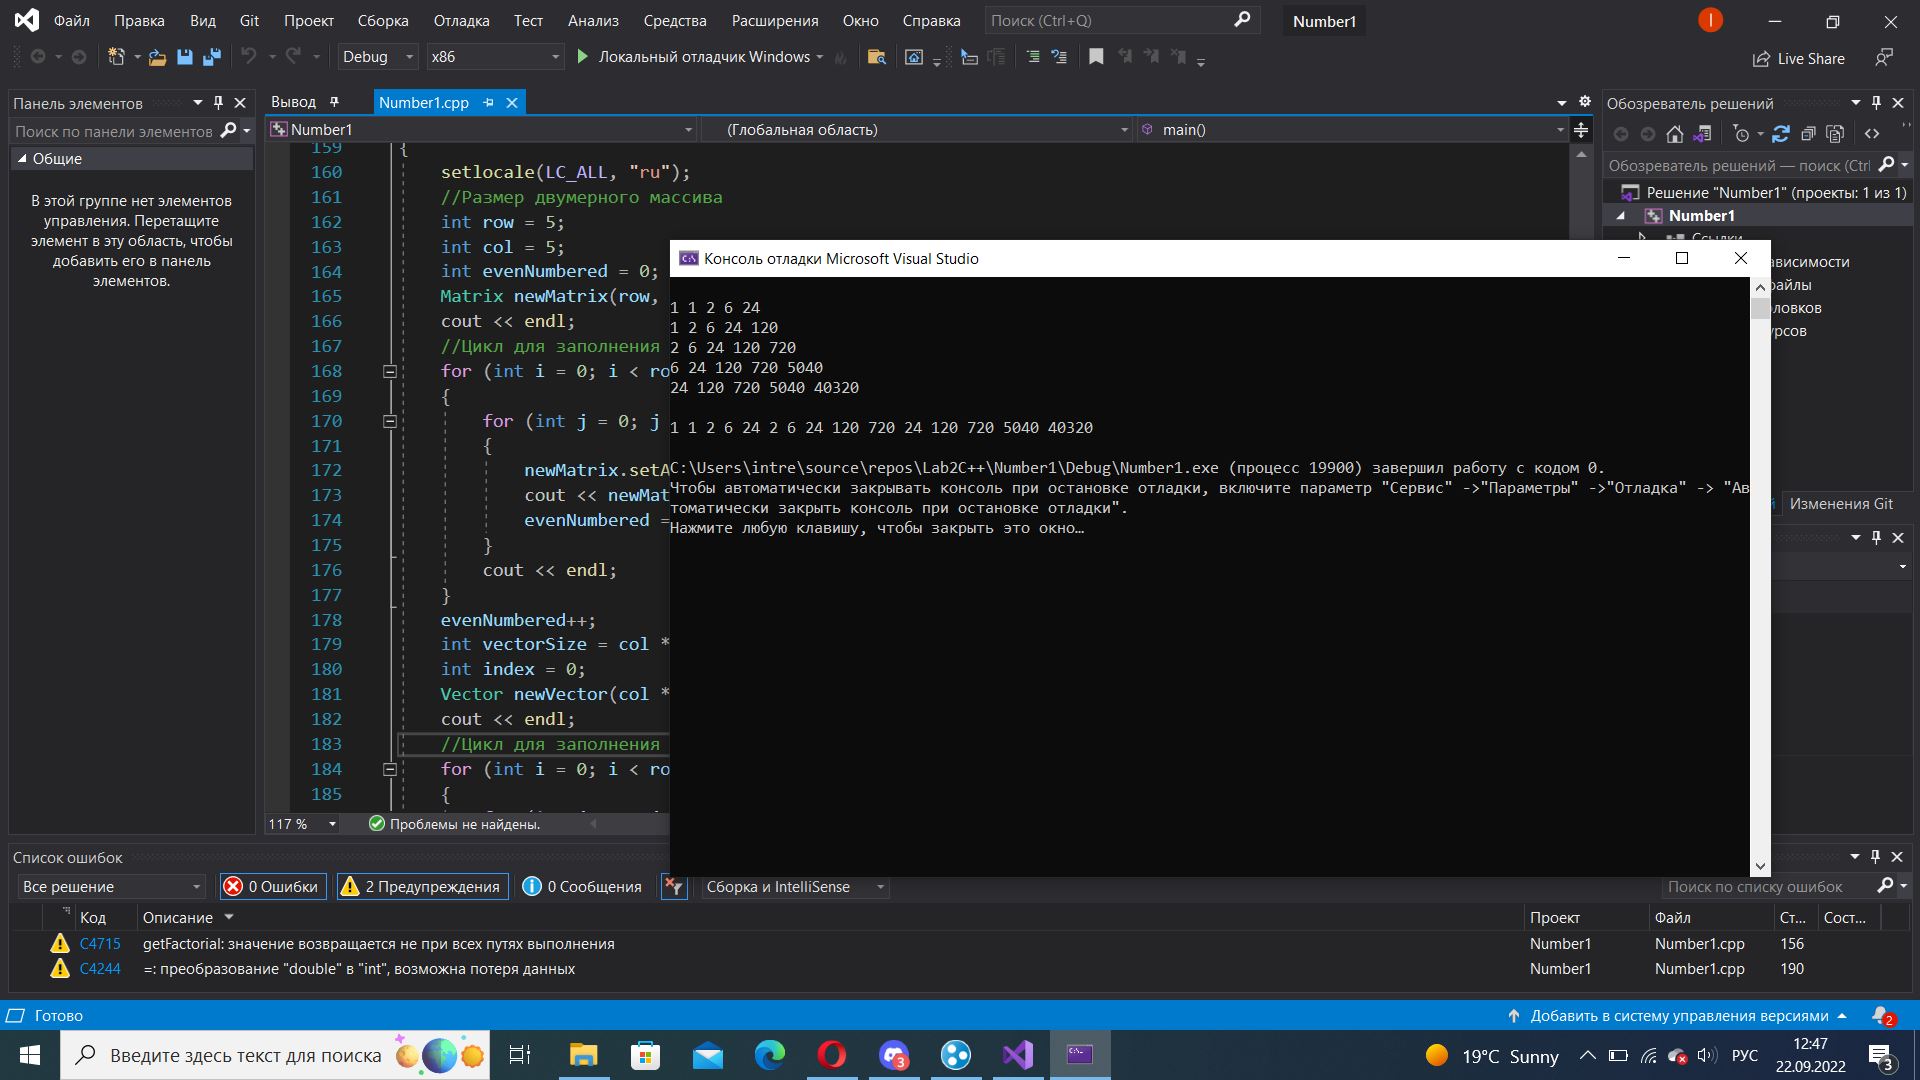 Файл Правка Вид Git Проект Сборка Отладка Тест Анализ Средства Расширения Окно Справка Поиск (Ctrl+Q) Number1
Debug x86 Локальный отладчик Windows Live Share
Панель элементов
Поиск по панели элементов
Общие
В этой группе нет элементов
управления. Перетащите
элемент в эту область, чтобы
добавить его в панель
элементов.
Вывод Number1.cpp
Number1 (Глобальная область) main()
159 {
160 setlocale(LC_ALL, "ru");
161 //Размер двумерного массива
162 int row = 5;
163 int col = 5;
164 int evenNumbered = 0;
165 Matrix newMatrix(row,
166 cout << endl;
167 //Цикл для заполнения
168 for (int i = 0; i < ro
169 {
170 for (int j = 0; j
171 {
172 newMatrix.setA
173 cout << newMat
174 evenNumbered =
175 }
176 cout << endl;
177 }
178 evenNumbered++;
179 int vectorSize = col *
180 int index = 0;
181 Vector newVector(col *
182 cout << endl;
183 //Цикл для заполнения
184 for (int i = 0; i < ro
185 {
117 % Проблемы не найдены.
Консоль отладки Microsoft Visual Studio
1 1 2 6 24
1 2 6 24 120
2 6 24 120 720
6 24 120 720 5040
24 120 720 5040 40320
1 1 2 6 24 2 6 24 120 720 24 120 720 5040 40320
C:\Users\intre\source\repos\Lab2C++\Number1\Debug\Number1.exe (процесс 19900) завершил работу с кодом 0.
Чтобы автоматически закрывать консоль при остановке отладки, включите параметр "Сервис" ->"Параметры" ->"Отладка" -> "Ав
томатически закрыть консоль при остановке отладки".
Нажмите любую клавишу, чтобы закрыть это окно…
Обозреватель решений
Обозреватель решений — поиск (Ctrl
Решение "Number1" (проекты: 1 из 1)
Number1
Ссылки
ависимости
файлы
ловков
урсов
Изменения Git
Список ошибок
Все решение 0 Ошибки 2 Предупреждения 0 Сообщения Сборка и IntelliSense Поиск по списку ошибок
Код Описание Проект Файл Ст... Сост...
C4715 getFactorial: значение возвращается не при всех путях выполнения Number1 Number1.cpp 156
C4244 =: преобразование "double" в "int", возможна потеря данных Number1 Number1.cpp 190
Готово Добавить в систему управления версиями 2
Введите здесь текст для поиска 3 19°C Sunny РУС 12:47
22.09.2022 3